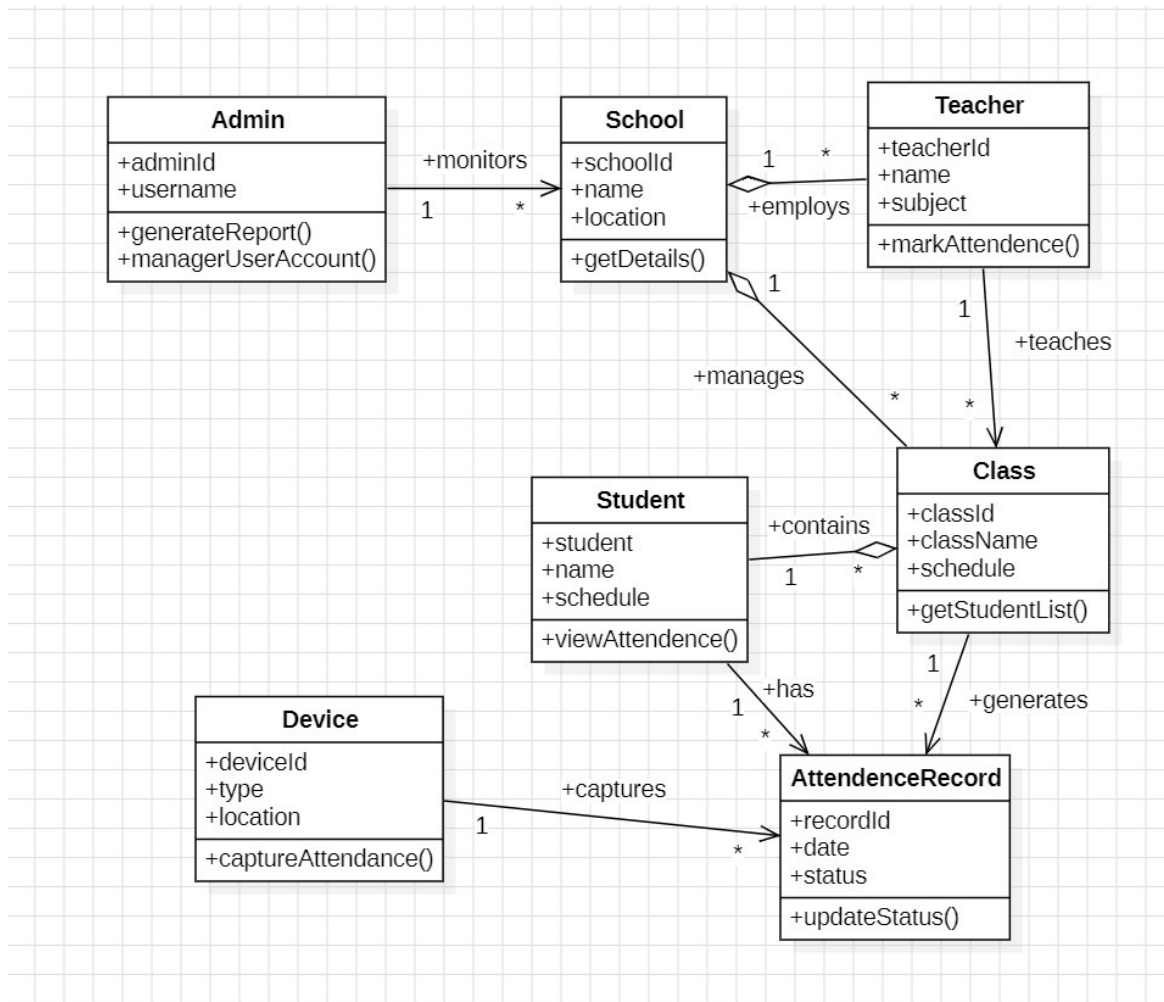 Admin
+adminId
+username
+generateReport()
+managerUserAccount()
+monitors
1
*
School
+schoolId
+name
+location
+getDetails()
1
*
+employs
Teacher
+teacherId
+name
+subject
+markAttendence()
1
+manages
*
1
+teaches
*
Class
+classId
+className
+schedule
+getStudentList()
Student
+student
+name
+schedule
+viewAttendence()
+contains
1
*
1
+has
*
1
+generates
*
Device
+deviceId
+type
+location
+captureAttendance()
+captures
1
*
AttendenceRecord
+recordId
+date
+status
+updateStatus()